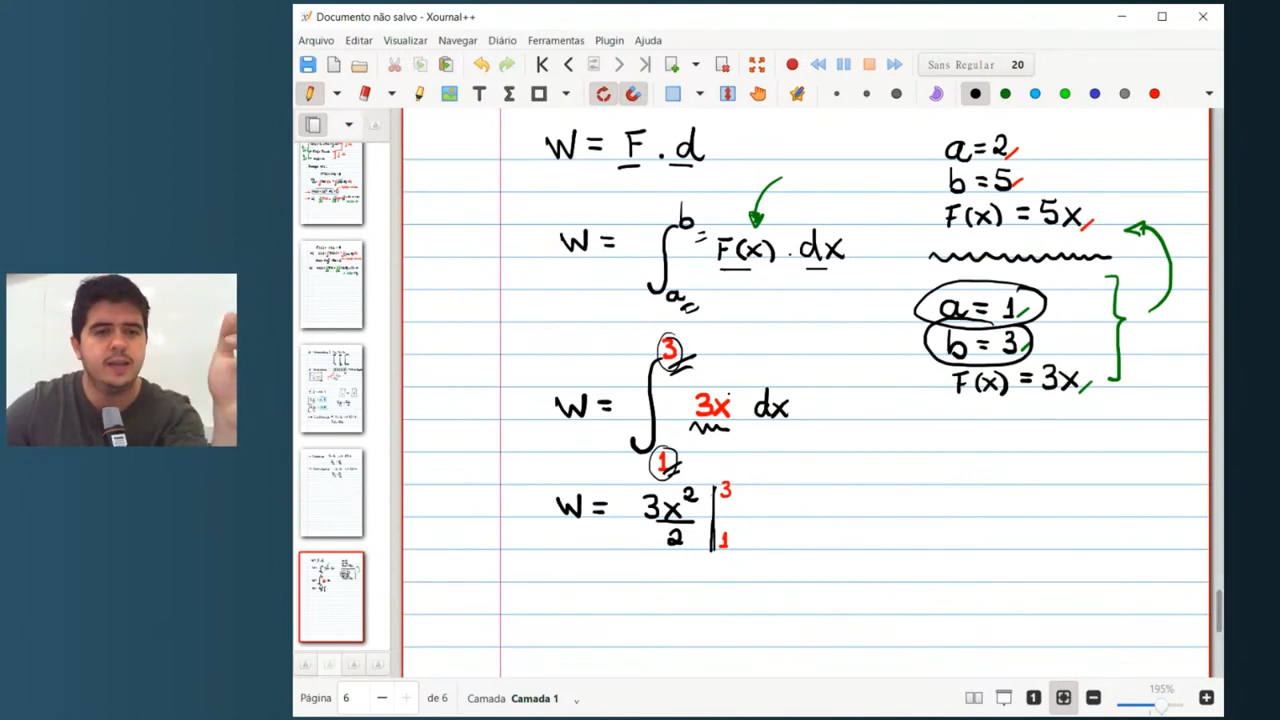 Documento não salvo - Xournal++
Arquivo Editar Visualizar Navegar Diário Ferramentas Plugin Ajuda
Sans Regular 20
W = F . d
W = ∫ₐᵇ F(x) . dx
W = ∫₁³ 3x dx
W = 3x²/2 |₁³
a = 2
b = 5
F(x) = 5x
a = 1
b = 3
F(x) = 3x
Página 6 de 6 Camada Camada 1 1 195%